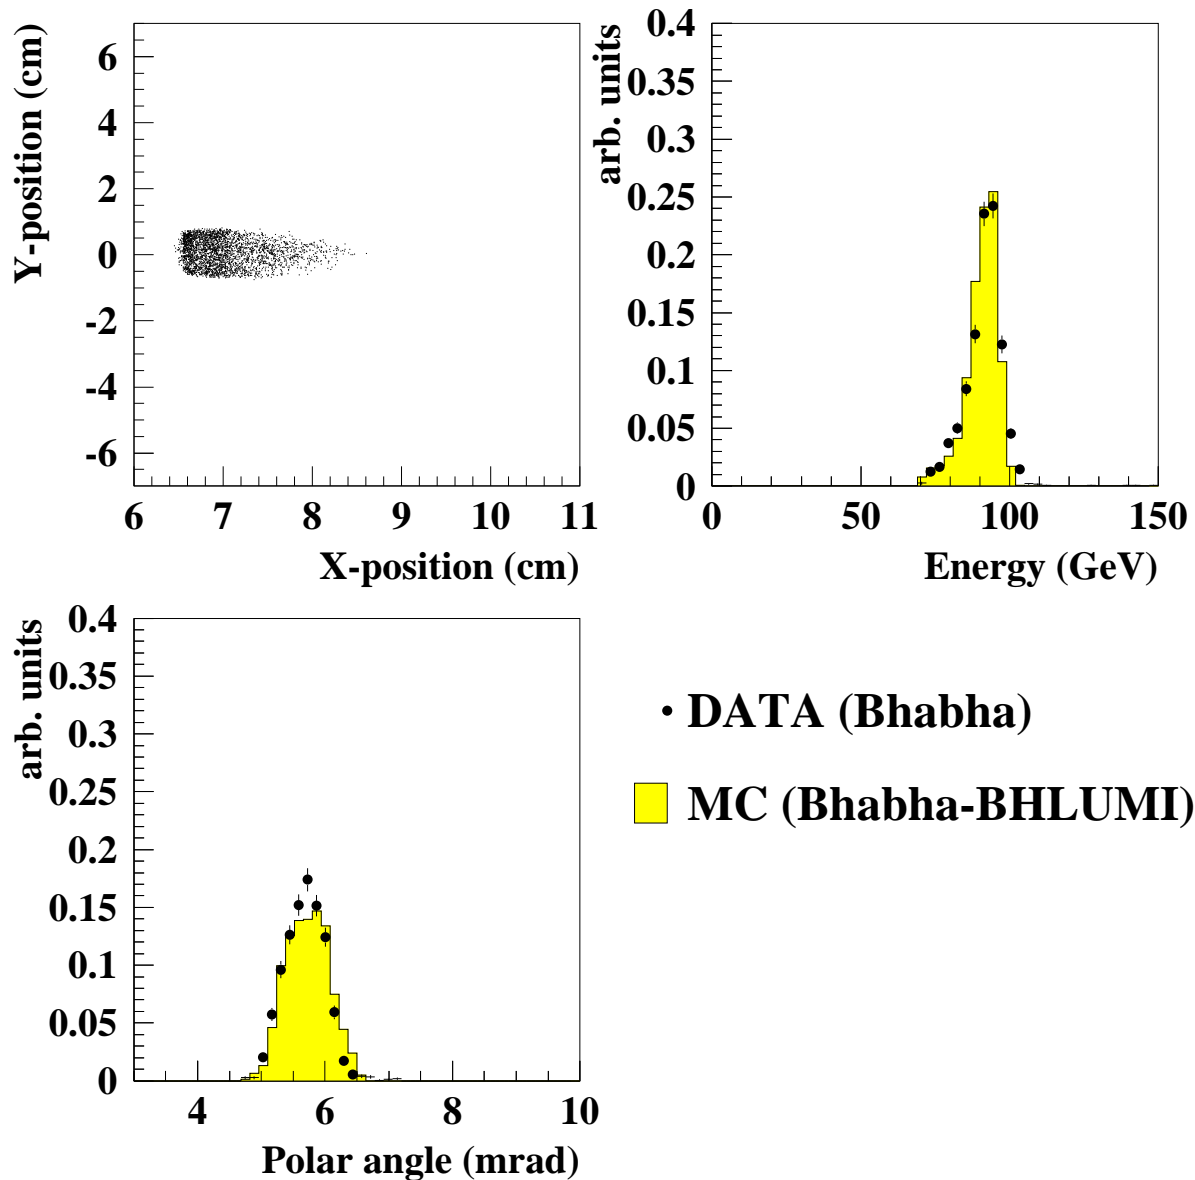 Y-position (cm)
6
4
2
0
-2
-4
-6
6 7 8 9 10 11
X-position (cm)
arb. units
0.4
0.35
0.3
0.25
0.2
0.15
0.1
0.05
0
0 50 100 150
Energy (GeV)
arb. units
0.4
0.35
0.3
0.25
0.2
0.15
0.1
0.05
0
4 6 8 10
Polar angle (mrad)
DATA (Bhabha)
MC (Bhabha-BHLUMI)